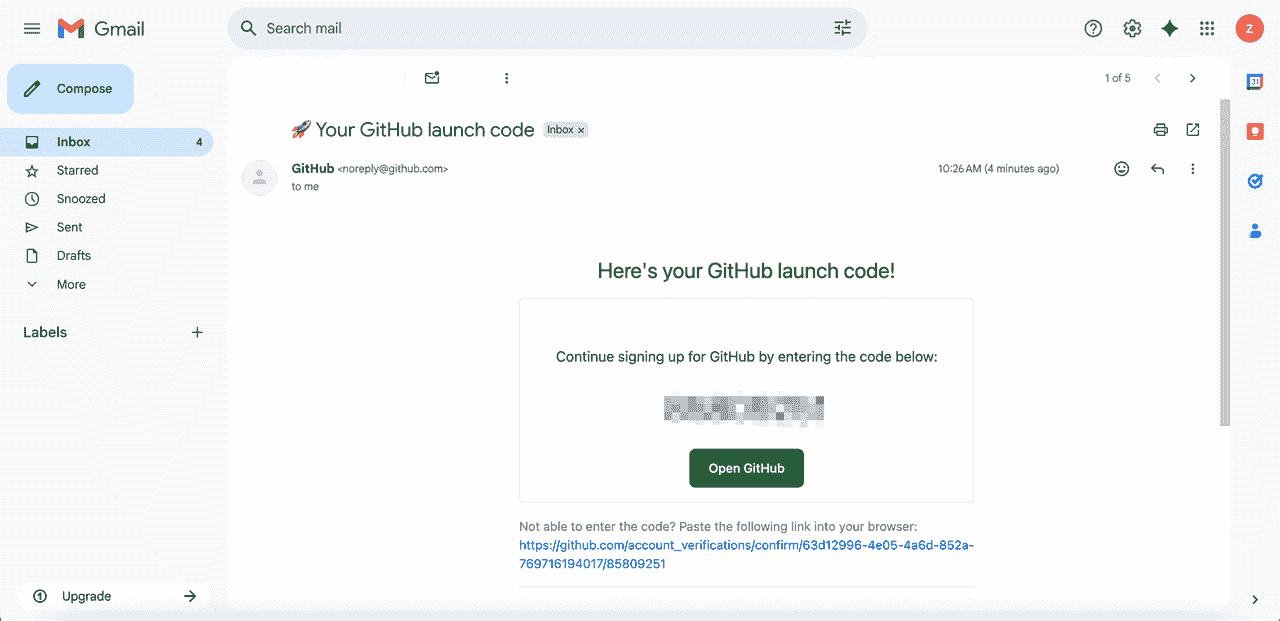 Gmail
Search mail
Z
Compose
1 of 5
31
🚀 Your GitHub launch code Inbox ×
Inbox 4
Starred
GitHub <noreply@github.com> 10:26 AM (4 minutes ago)
to me
Snoozed
Sent
Drafts
More
Labels
Here's your GitHub launch code!
Continue signing up for GitHub by entering the code below:
Open GitHub
Not able to enter the code? Paste the following link into your browser:
https://github.com/account_verifications/confirm/63d12996-4e05-4a6d-852a-
769716194017/85809251
Upgrade